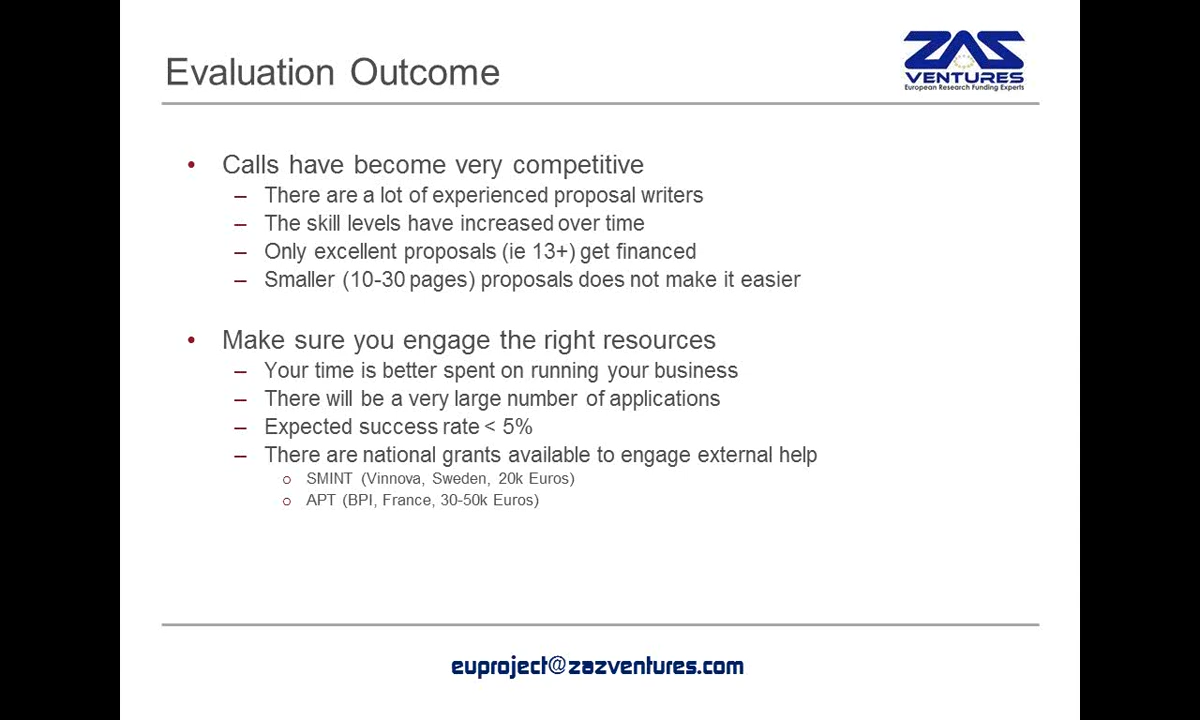 Evaluation Outcome
ZAS
VENTURES
European Research Funding Experts
• Calls have become very competitive
– There are a lot of experienced proposal writers
– The skill levels have increased over time
– Only excellent proposals (ie 13+) get financed
– Smaller (10-30 pages) proposals does not make it easier
• Make sure you engage the right resources
– Your time is better spent on running your business
– There will be a very large number of applications
– Expected success rate < 5%
– There are national grants available to engage external help
o SMINT (Vinnova, Sweden, 20k Euros)
o APT (BPI, France, 30-50k Euros)
euproject@zazventures.com